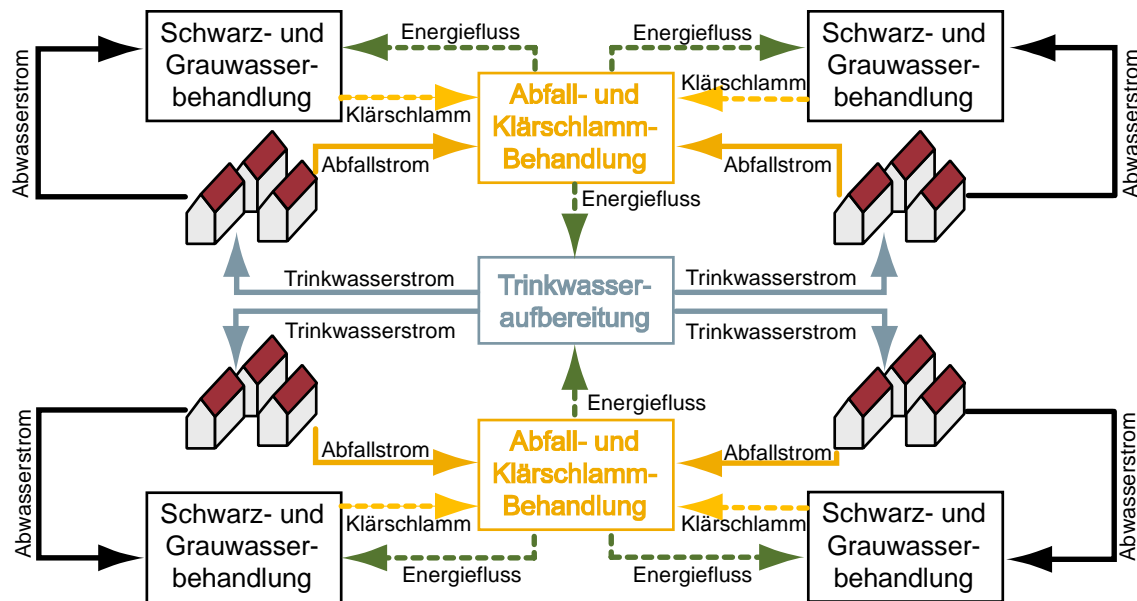 Schwarz- und
Grauwasser-
behandlung
Energiefluss
Energiefluss
Schwarz- und
Grauwasser-
behandlung
Abwasserstrom
Klärschlamm
Abfall- und
Klärschlamm-
Behandlung
Klärschlamm
Abwasserstrom
Abfallstrom
Abfallstrom
Energiefluss
Trinkwasserstrom
Trinkwasser-
aufbereitung
Trinkwasserstrom
Trinkwasserstrom
Trinkwasserstrom
Energiefluss
Abwasserstrom
Abfallstrom
Abfall- und
Klärschlamm-
Behandlung
Abfallstrom
Abwasserstrom
Schwarz- und
Grauwasser-
behandlung
Klärschlamm
Klärschlamm
Schwarz- und
Grauwasser-
behandlung
Energiefluss
Energiefluss